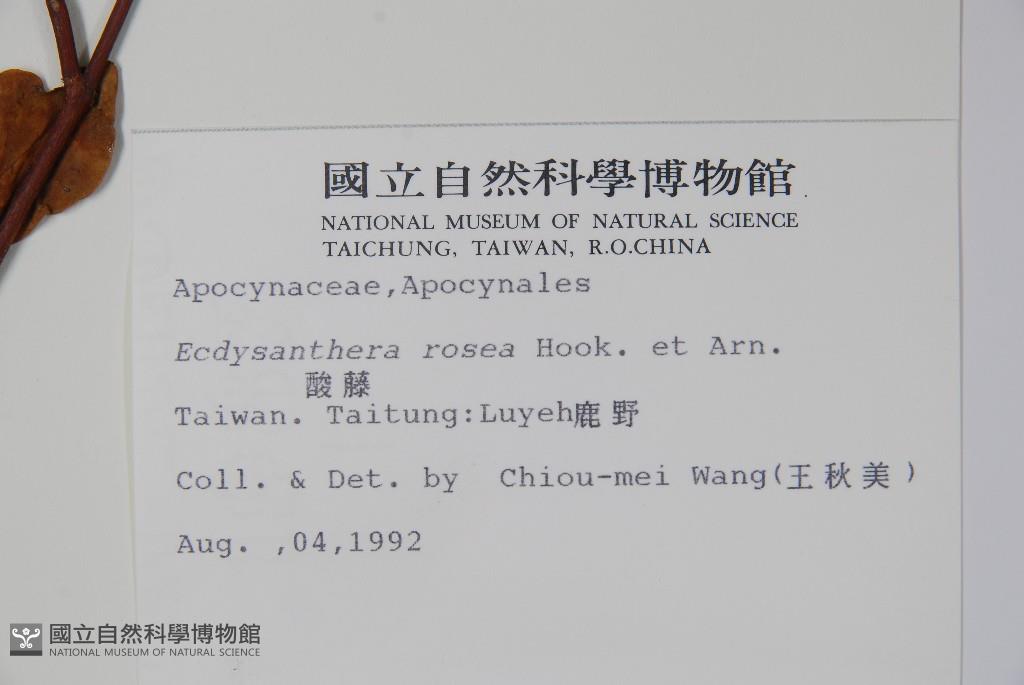 國立自然科學博物館
NATIONAL MUSEUM OF NATURAL SCIENCE
TAICHUNG, TAIWAN, R.O.CHINA
Apocynaceae,Apocynales
Ecdysanthera rosea Hook. et Arn.
酸藤
Taiwan. Taitung:Luyeh鹿野
Coll. & Det. by Chiou-mei Wang(王秋美)
Aug. ,04,1992
國立自然科學博物館
NATIONAL MUSEUM OF NATURAL SCIENCE